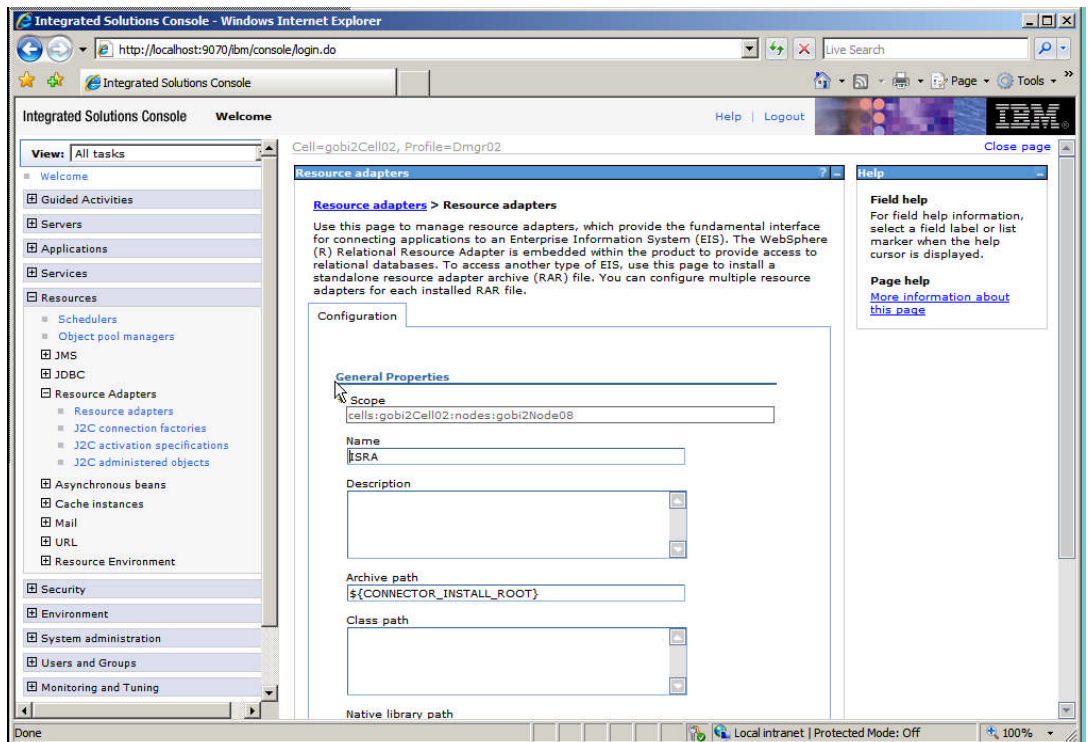 Integrated Solutions Console - Windows Internet Explorer
http://localhost:9070/ibm/console/login.do
Live Search
Integrated Solutions Console
Page
Tools
Integrated Solutions Console Welcome
Help | Logout
IBM®
View: All tasks
Welcome
Guided Activities
Servers
Applications
Services
Resources
Schedulers
Object pool managers
JMS
JDBC
Resource Adapters
Resource adapters
J2C connection factories
J2C activation specifications
J2C administered objects
Asynchronous beans
Cache instances
Mail
URL
Resource Environment
Security
Environment
System administration
Users and Groups
Monitoring and Tuning
Cell=gobi2Cell02, Profile=Dmgr02
Close page
Resource adapters
?
Resource adapters > Resource adapters
Use this page to manage resource adapters, which provide the fundamental interface
for connecting applications to an Enterprise Information System (EIS). The WebSphere
(R) Relational Resource Adapter is embedded within the product to provide access to
relational databases. To access another type of EIS, use this page to install a
standalone resource adapter archive (RAR) file. You can configure multiple resource
adapters for each installed RAR file.
Configuration
General Properties
Scope
cells:gobi2Cell02:nodes:gobi2Node08
Name
ISRA
Description
Archive path
${CONNECTOR_INSTALL_ROOT}
Class path
Native library path
Help
Field help
For field help information,
select a field label or list
marker when the help
cursor is displayed.
Page help
More information about
this page
Done
Local intranet | Protected Mode: Off
100%